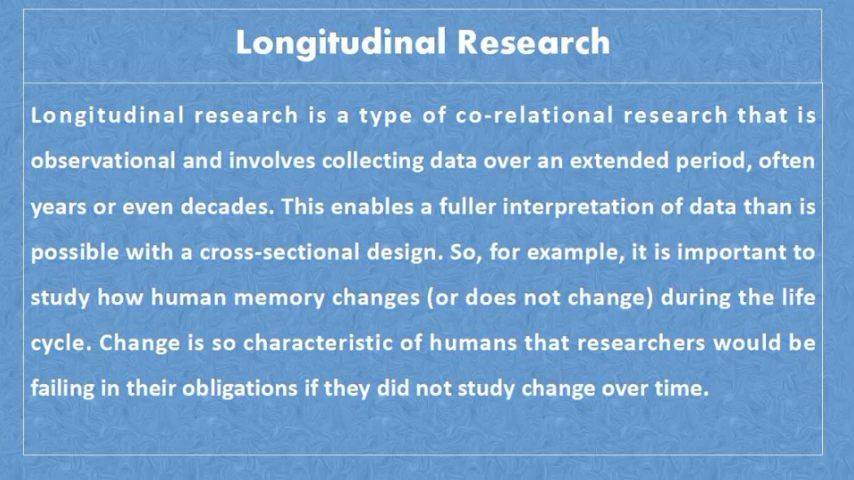 Longitudinal Research
Longitudinal research is a type of co-relational research that is
observational and involves collecting data over an extended period, often
years or even decades. This enables a fuller interpretation of data than is
possible with a cross-sectional design. So, for example, it is important to
study how human memory changes (or does not change) during the life
cycle. Change is so characteristic of humans that researchers would be
failing in their obligations if they did not study change over time.